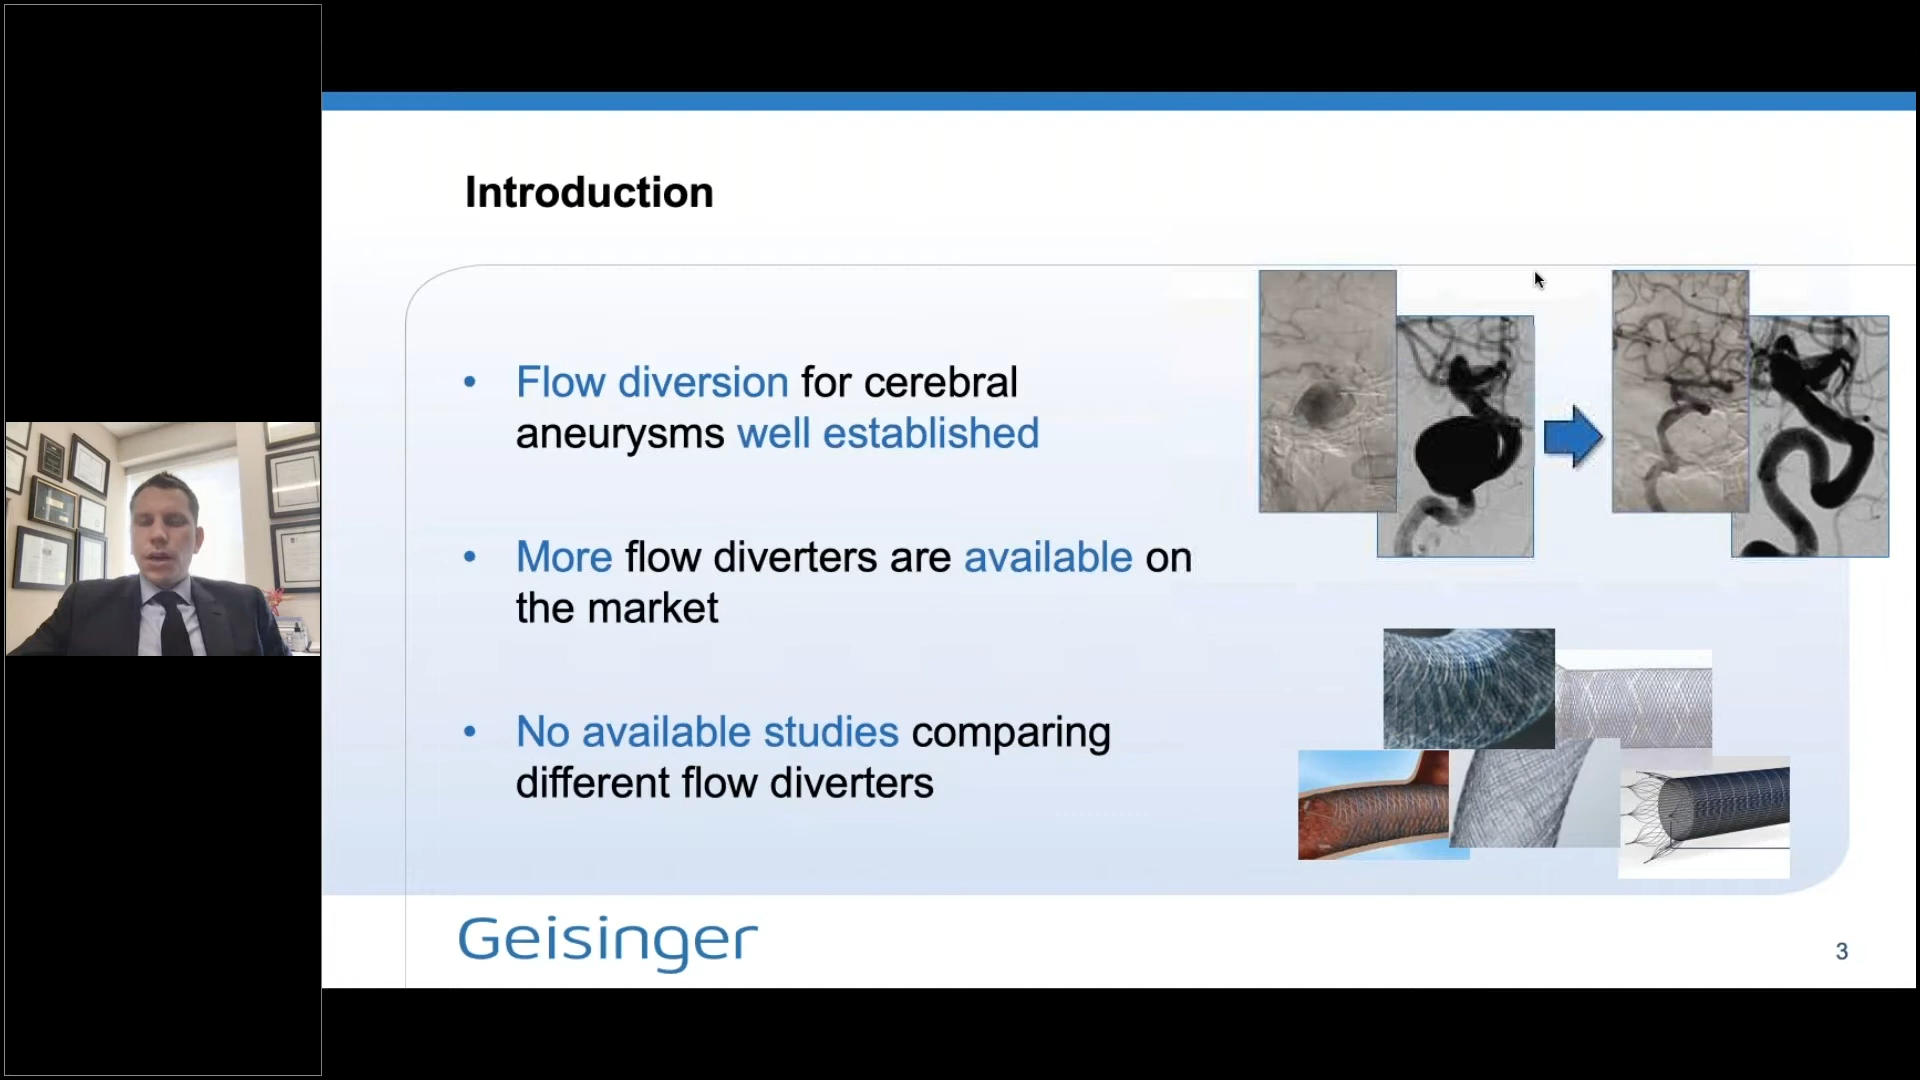 Introduction
• Flow diversion for cerebral
aneurysms well established
• More flow diverters are available on
the market
• No available studies comparing
different flow diverters
Geisinger
3